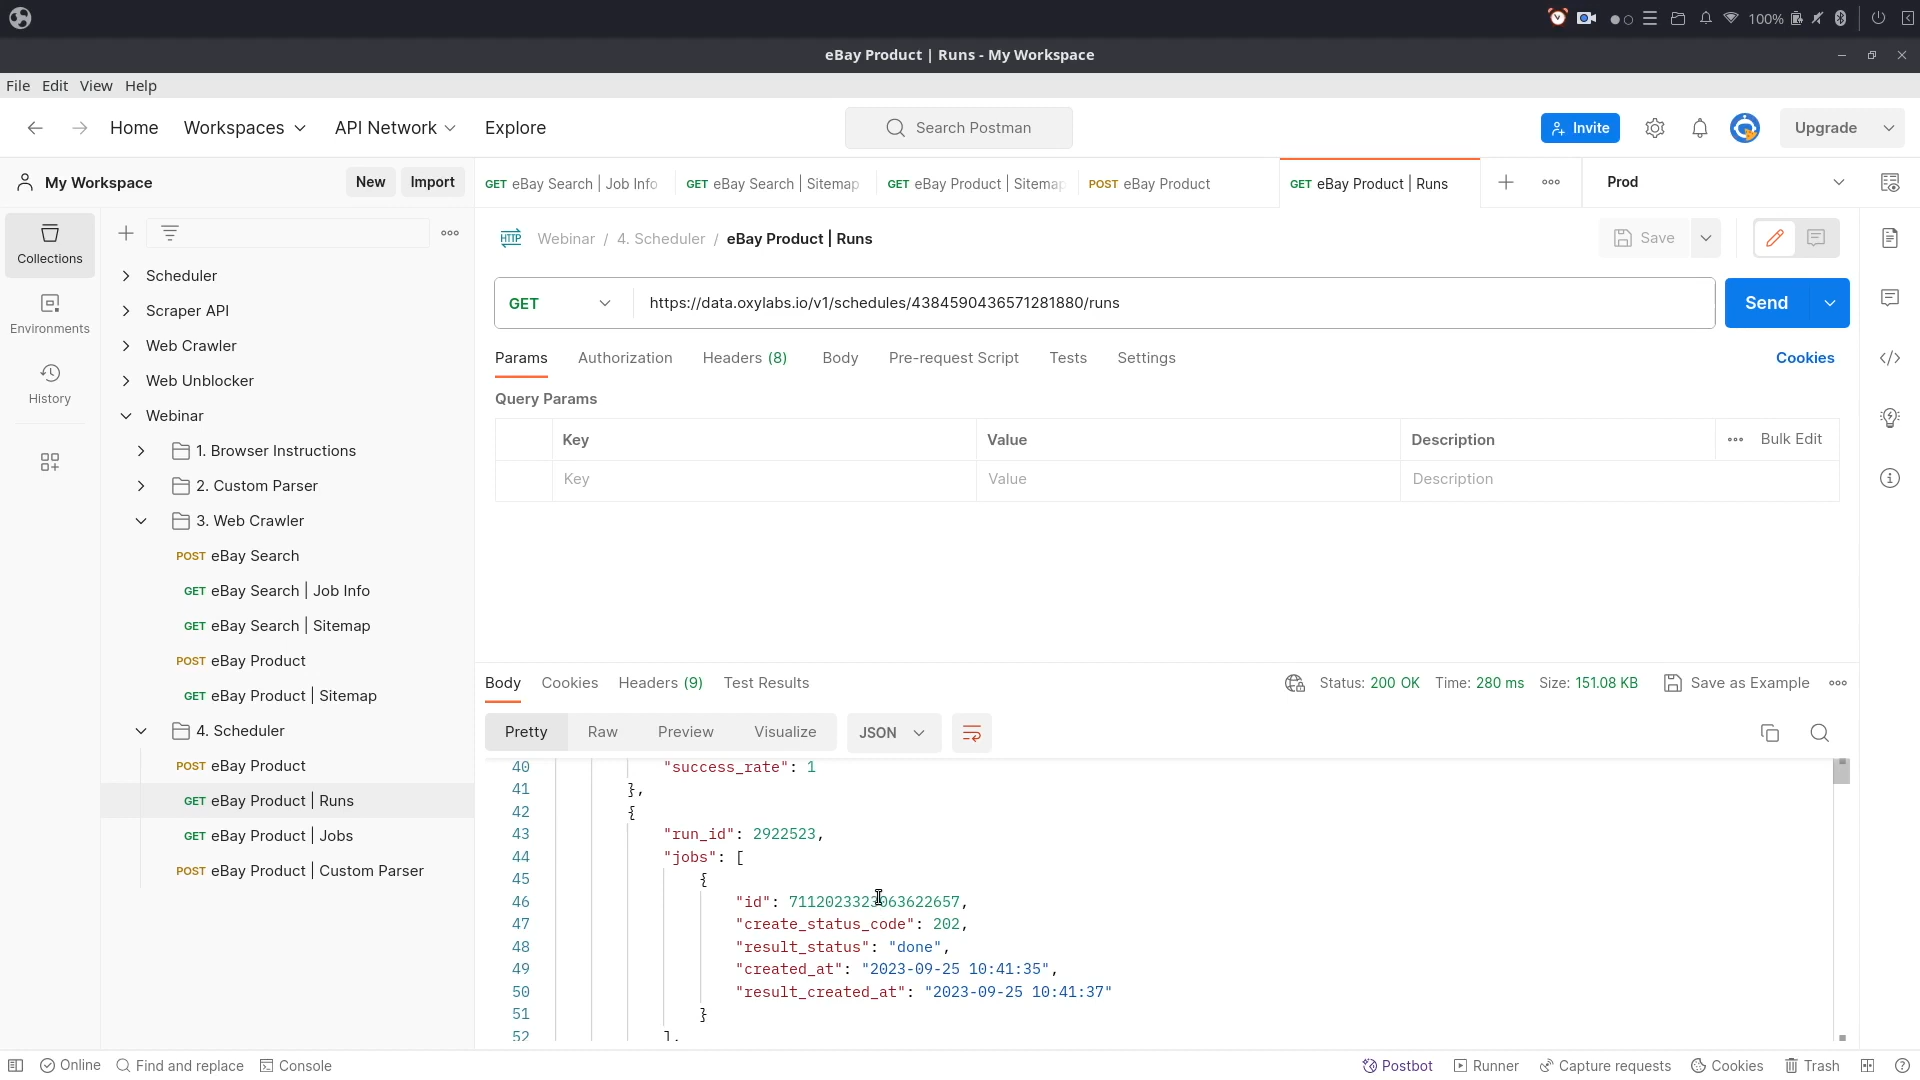 100%
eBay Product | Runs - My Workspace
File Edit View Help
Home Workspaces API Network Explore
Search Postman
Invite
Upgrade
My Workspace
New Import
GET eBay Search | Job Info
GET eBay Search | Sitemap
GET eBay Product | Sitemap
POST eBay Product
GET eBay Product | Runs
Prod
Collections
Environments
History
Scheduler
Scraper API
Web Crawler
Web Unblocker
Webinar
1. Browser Instructions
2. Custom Parser
3. Web Crawler
POST eBay Search
GET eBay Search | Job Info
GET eBay Search | Sitemap
POST eBay Product
GET eBay Product | Sitemap
4. Scheduler
POST eBay Product
GET eBay Product | Runs
GET eBay Product | Jobs
POST eBay Product | Custom Parser
HTTP Webinar / 4. Scheduler / eBay Product | Runs
Save
GET https://data.oxylabs.io/v1/schedules/4384590436571281880/runs
Send
Params Authorization Headers (8) Body Pre-request Script Tests Settings
Cookies
Query Params
Key Value Description Bulk Edit
Key Value Description
Body Cookies Headers (9) Test Results
Status: 200 OK Time: 280 ms Size: 151.08 KB Save as Example
Pretty Raw Preview Visualize JSON
40 "success_rate": 1
41 },
42 {
43 "run_id": 2922523,
44 "jobs": [
45 {
46 "id": 7112023323063622657,
47 "create_status_code": 202,
48 "result_status": "done",
49 "created_at": "2023-09-25 10:41:35",
50 "result_created_at": "2023-09-25 10:41:37"
51 }
52 ],
Online Find and replace Console
Postbot Runner Capture requests Cookies Trash